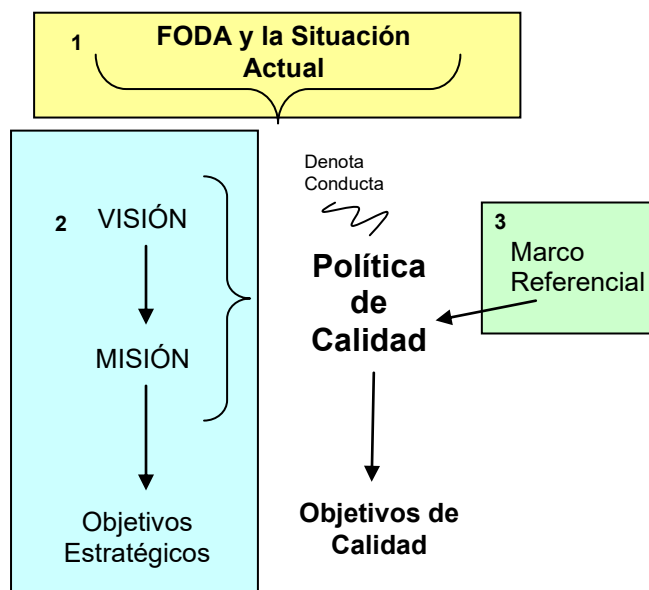 1
FODA y la Situación
Actual
2
VISIÓN
MISIÓN
Objetivos
Estratégicos
Denota
Conducta
Política
de
Calidad
Objetivos de
Calidad
3
Marco
Referencial